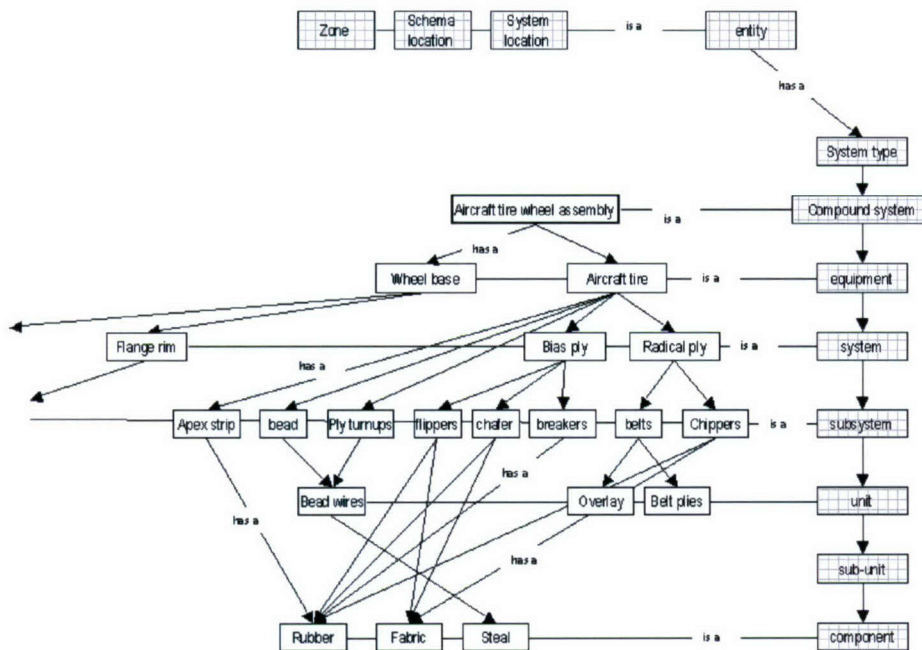 Zone
Schema
location
System
location
is a
entity
has a
System type
Aircraft tire wheel assembly
is a
Compound system
has a
Wheel base
Aircraft tire
is a
equipment
Flange rim
Bias ply
Radical ply
is a
system
has a
Apex strip
bead
Ply turnups
flippers
chafer
breakers
belts
Chippers
is a
subsystem
has a
Bead wires
Overlay
Belt plies
unit
has a
has a
sub-unit
Rubber
Fabric
Steal
is a
component